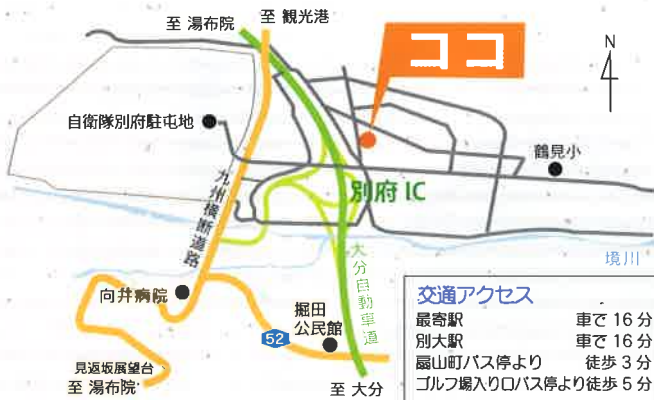 至 湯布院
至 観光港
ココ
N
自衛隊別府駐屯地
鶴見小
九州横断道路
別府 IC
大分自動車道
境川
向井病院
堀田
公民館
52
見返坂展望台
至 湯布院
至 大分
交通アクセス
最寄駅 車で 16 分
別大駅 車で 16 分
扇山町バス停より 徒歩 3 分
ゴルフ場入り口バス停より徒歩 5 分